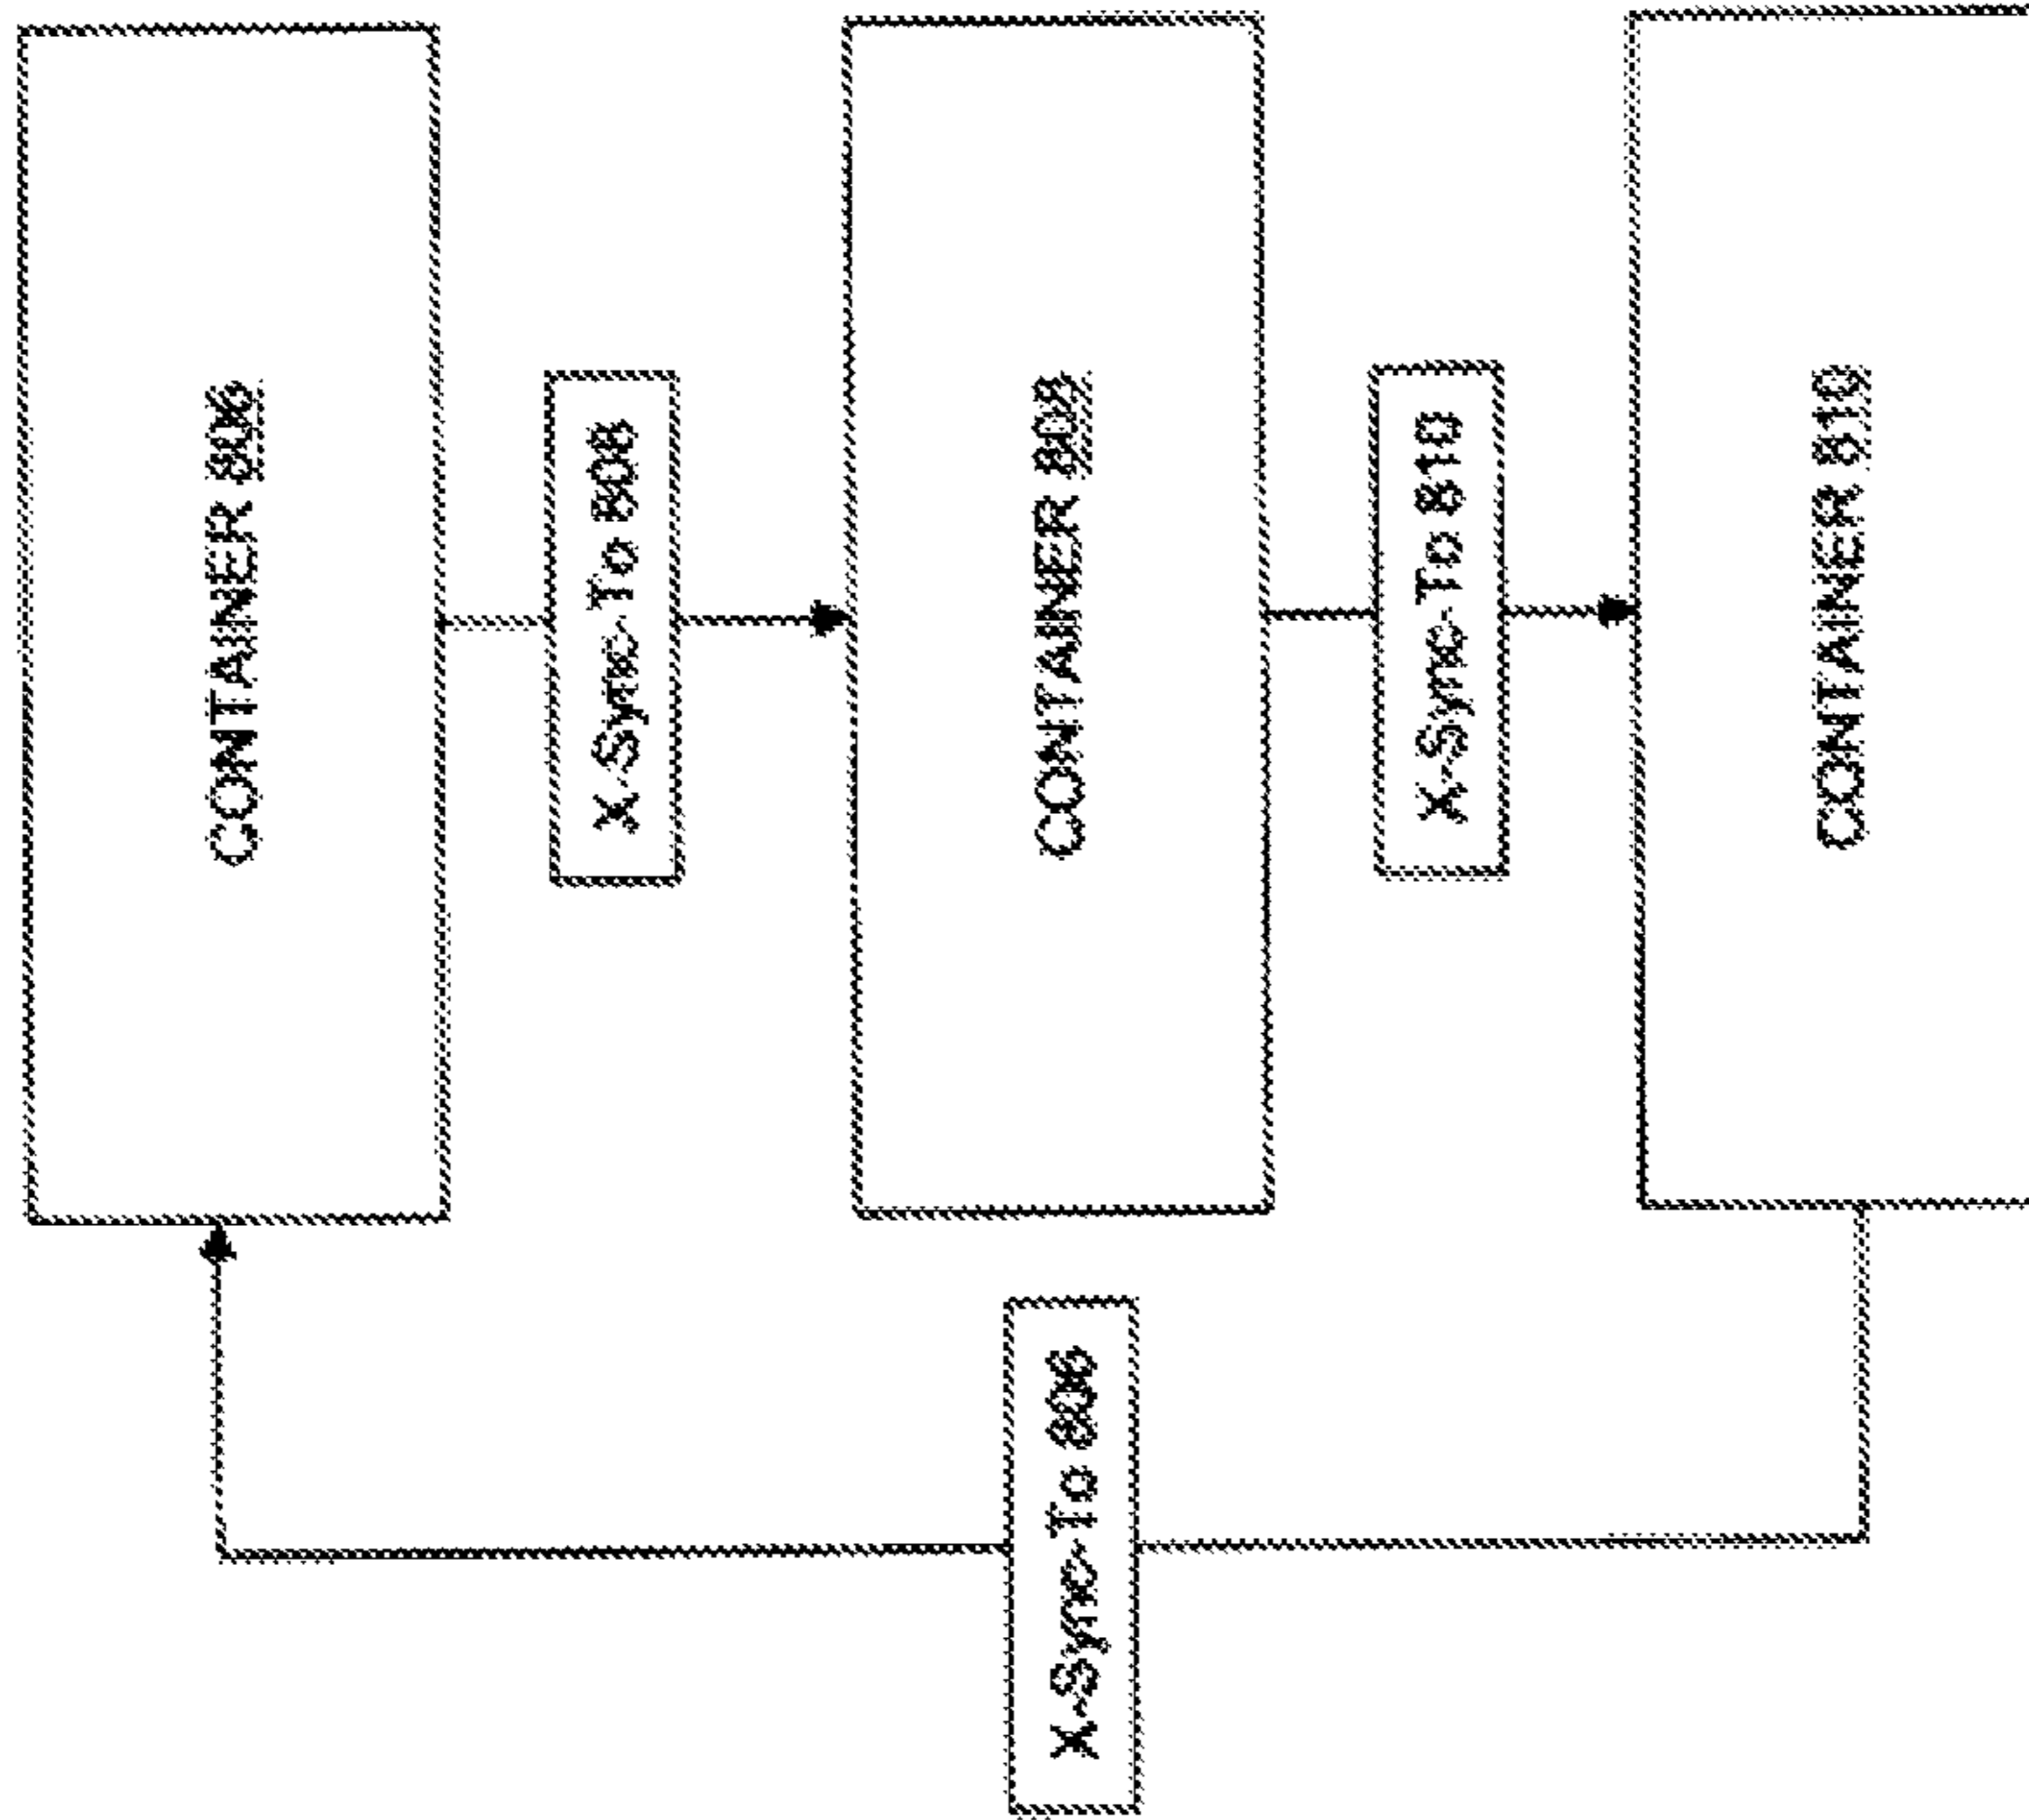 CONTAINER 806
X-Sync-To 808
CONTAINER 808
X-Sync-To 810
CONTAINER 810
X-Sync-To 806